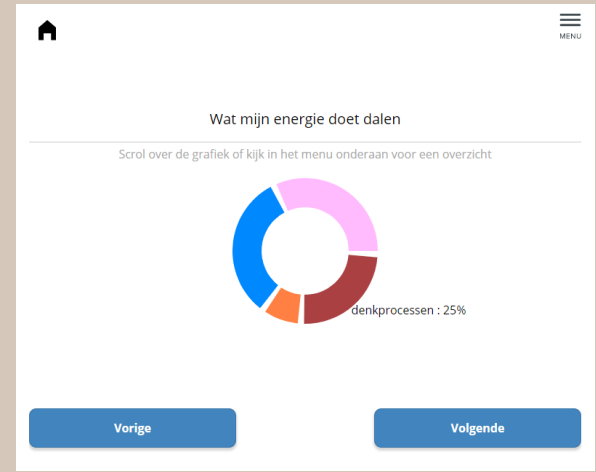 MENU
Wat mijn energie doet dalen
Scrol over de grafiek of kijk in het menu onderaan voor een overzicht
denkprocessen : 25%
Vorige
Volgende